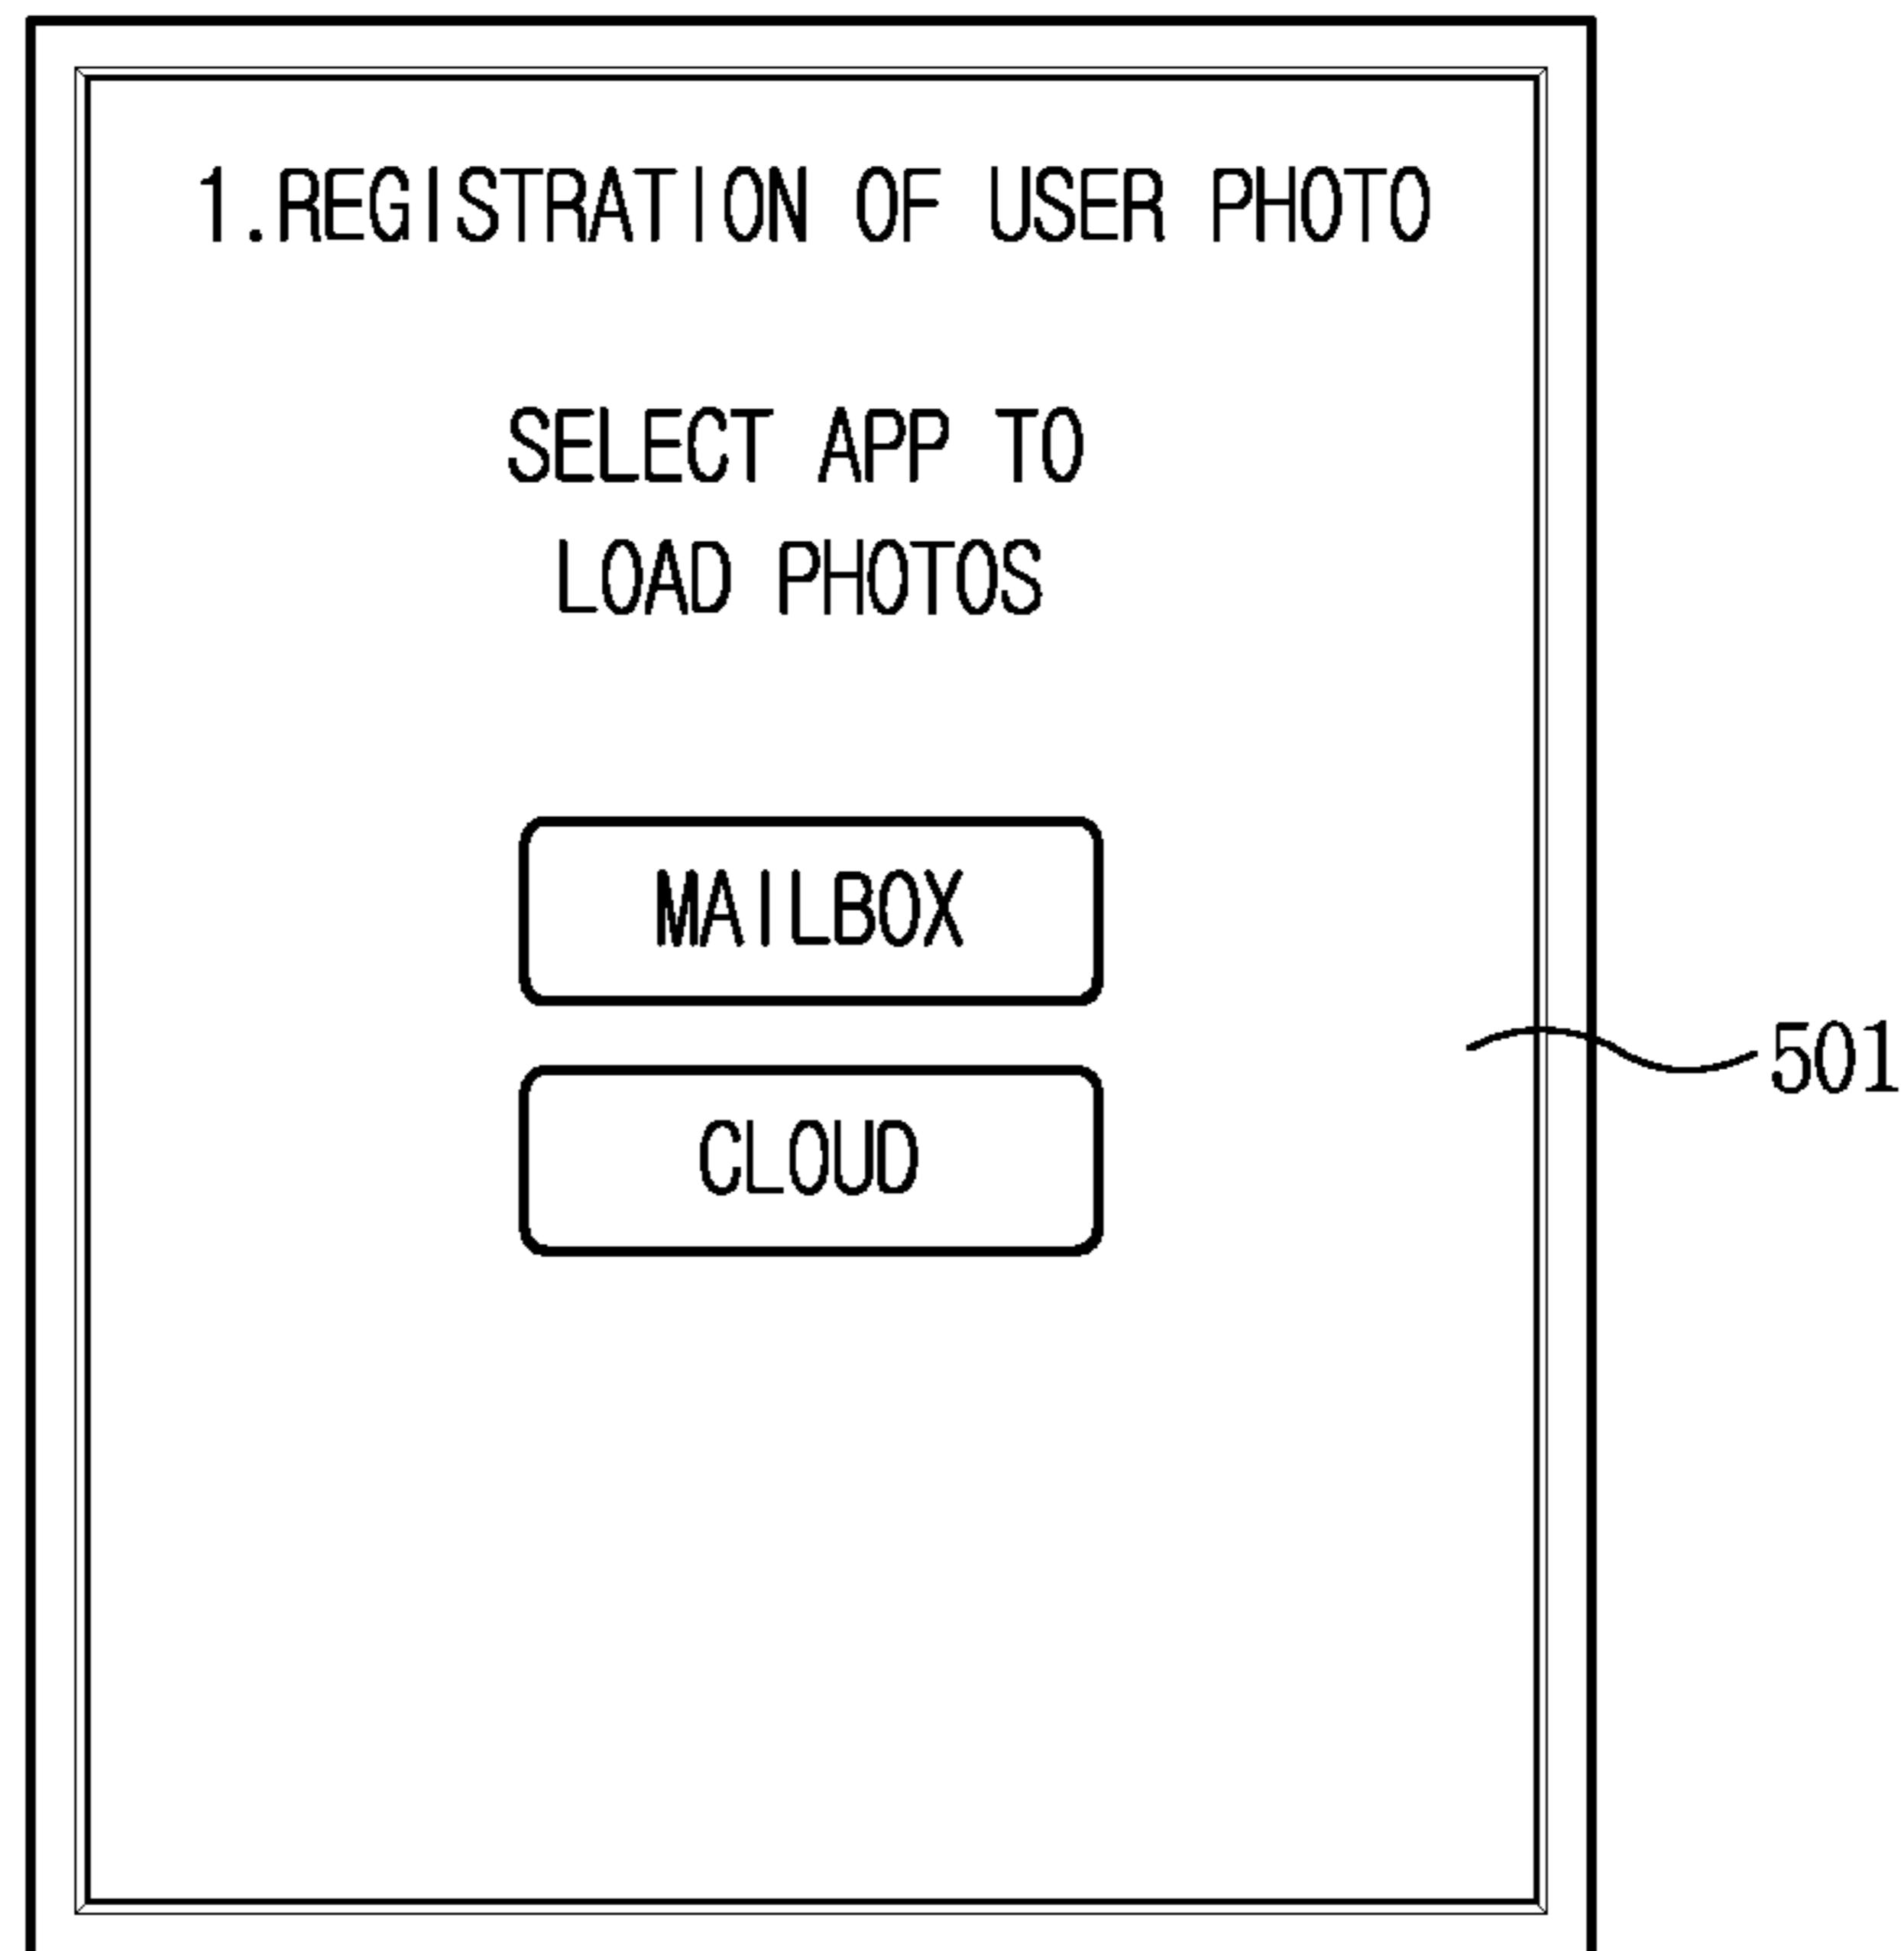 1.REGISTRATION OF USER PHOTO
SELECT APP TO
LOAD PHOTOS
MAILBOX
501
CLOUD